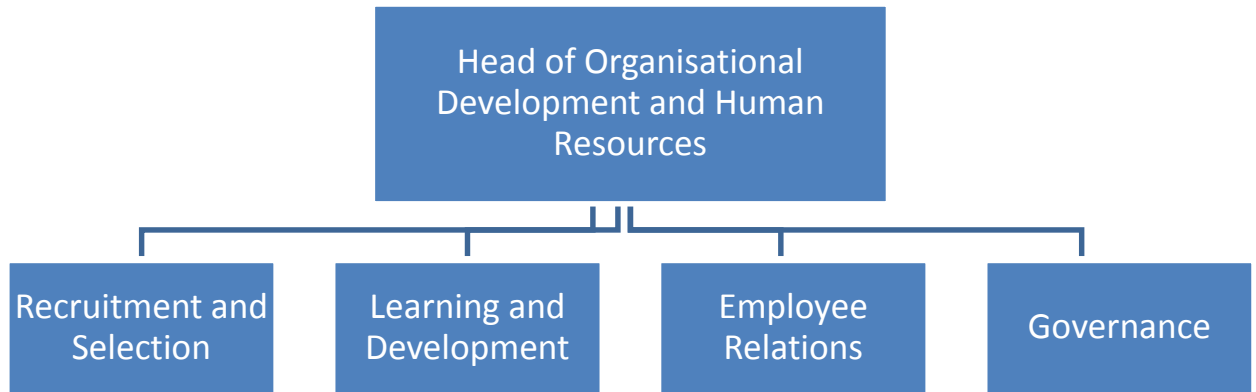 Head of Organisational
Development and Human
Resources
Recruitment and
Selection
Learning and
Development
Employee
Relations
Governance